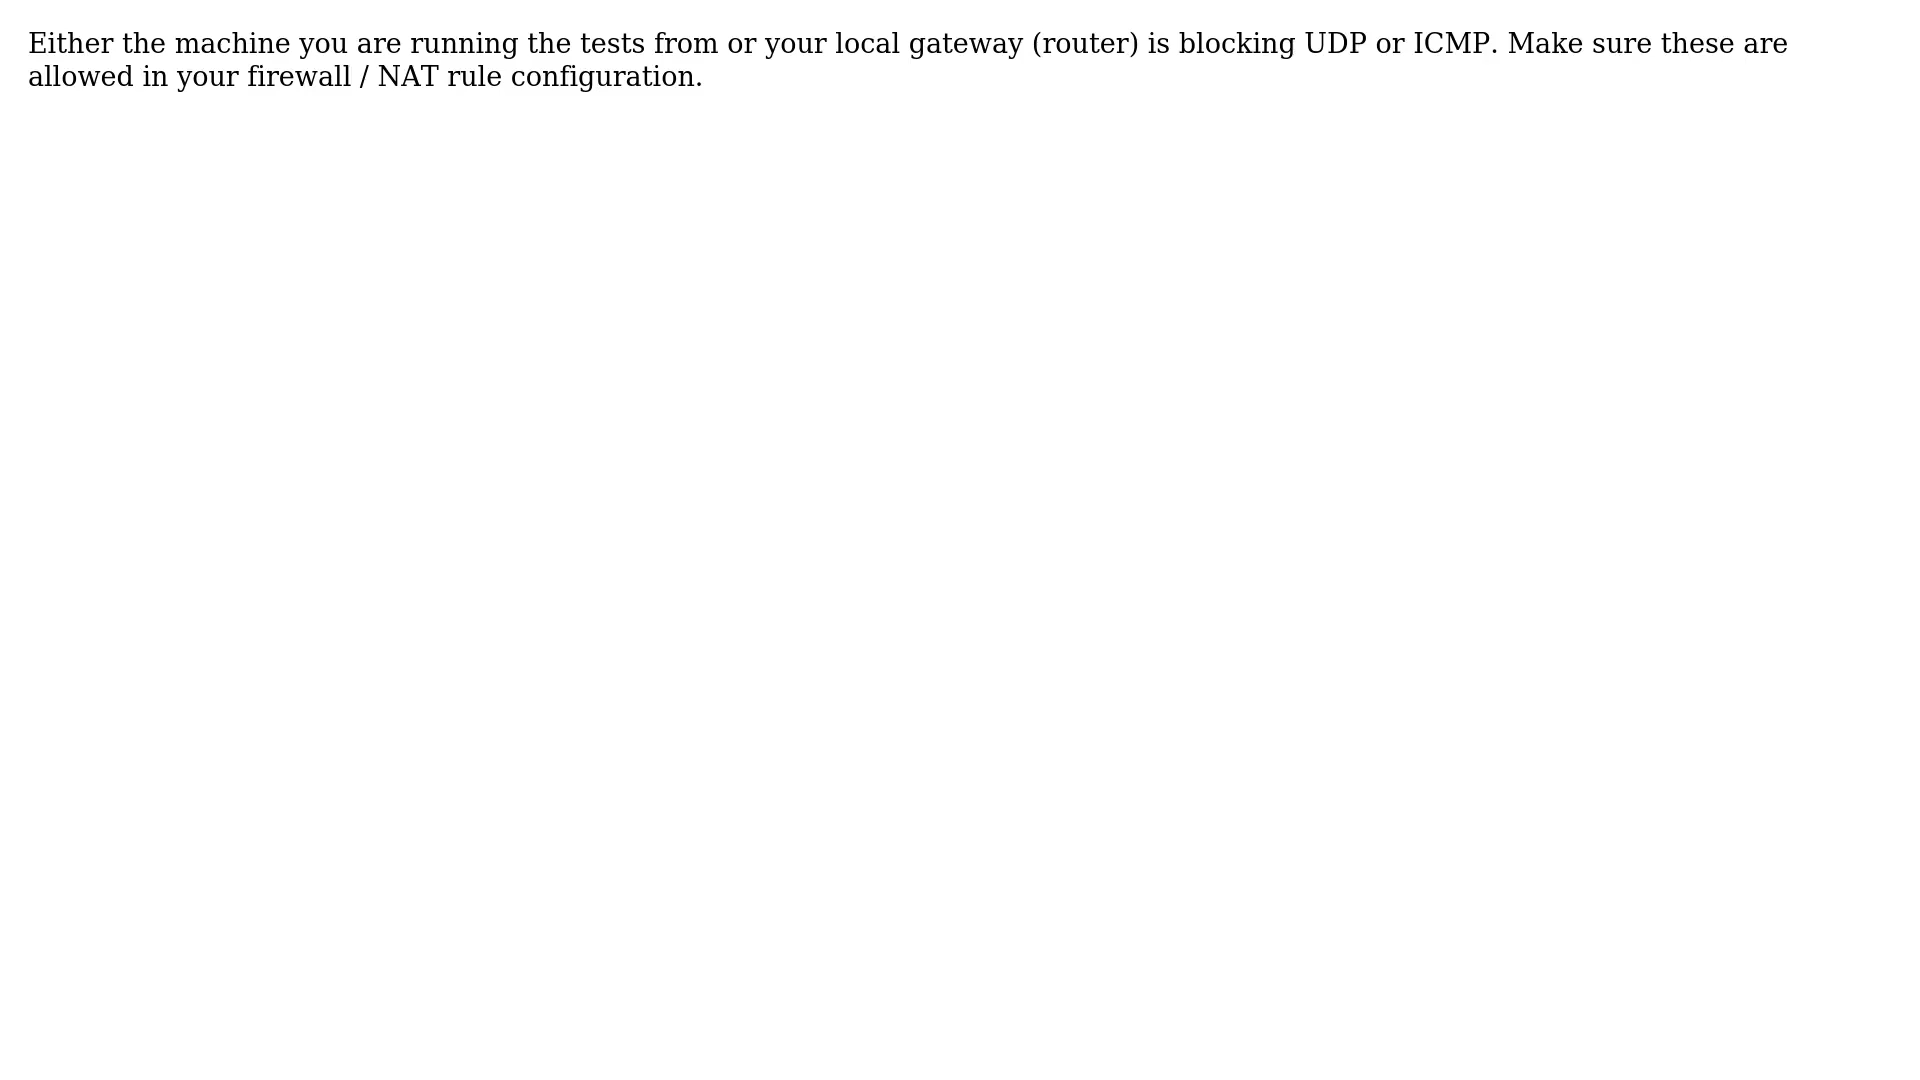 Either the machine you are running the tests from or your local gateway (router) is blocking UDP or ICMP. Make sure these are
allowed in your firewall / NAT rule configuration.